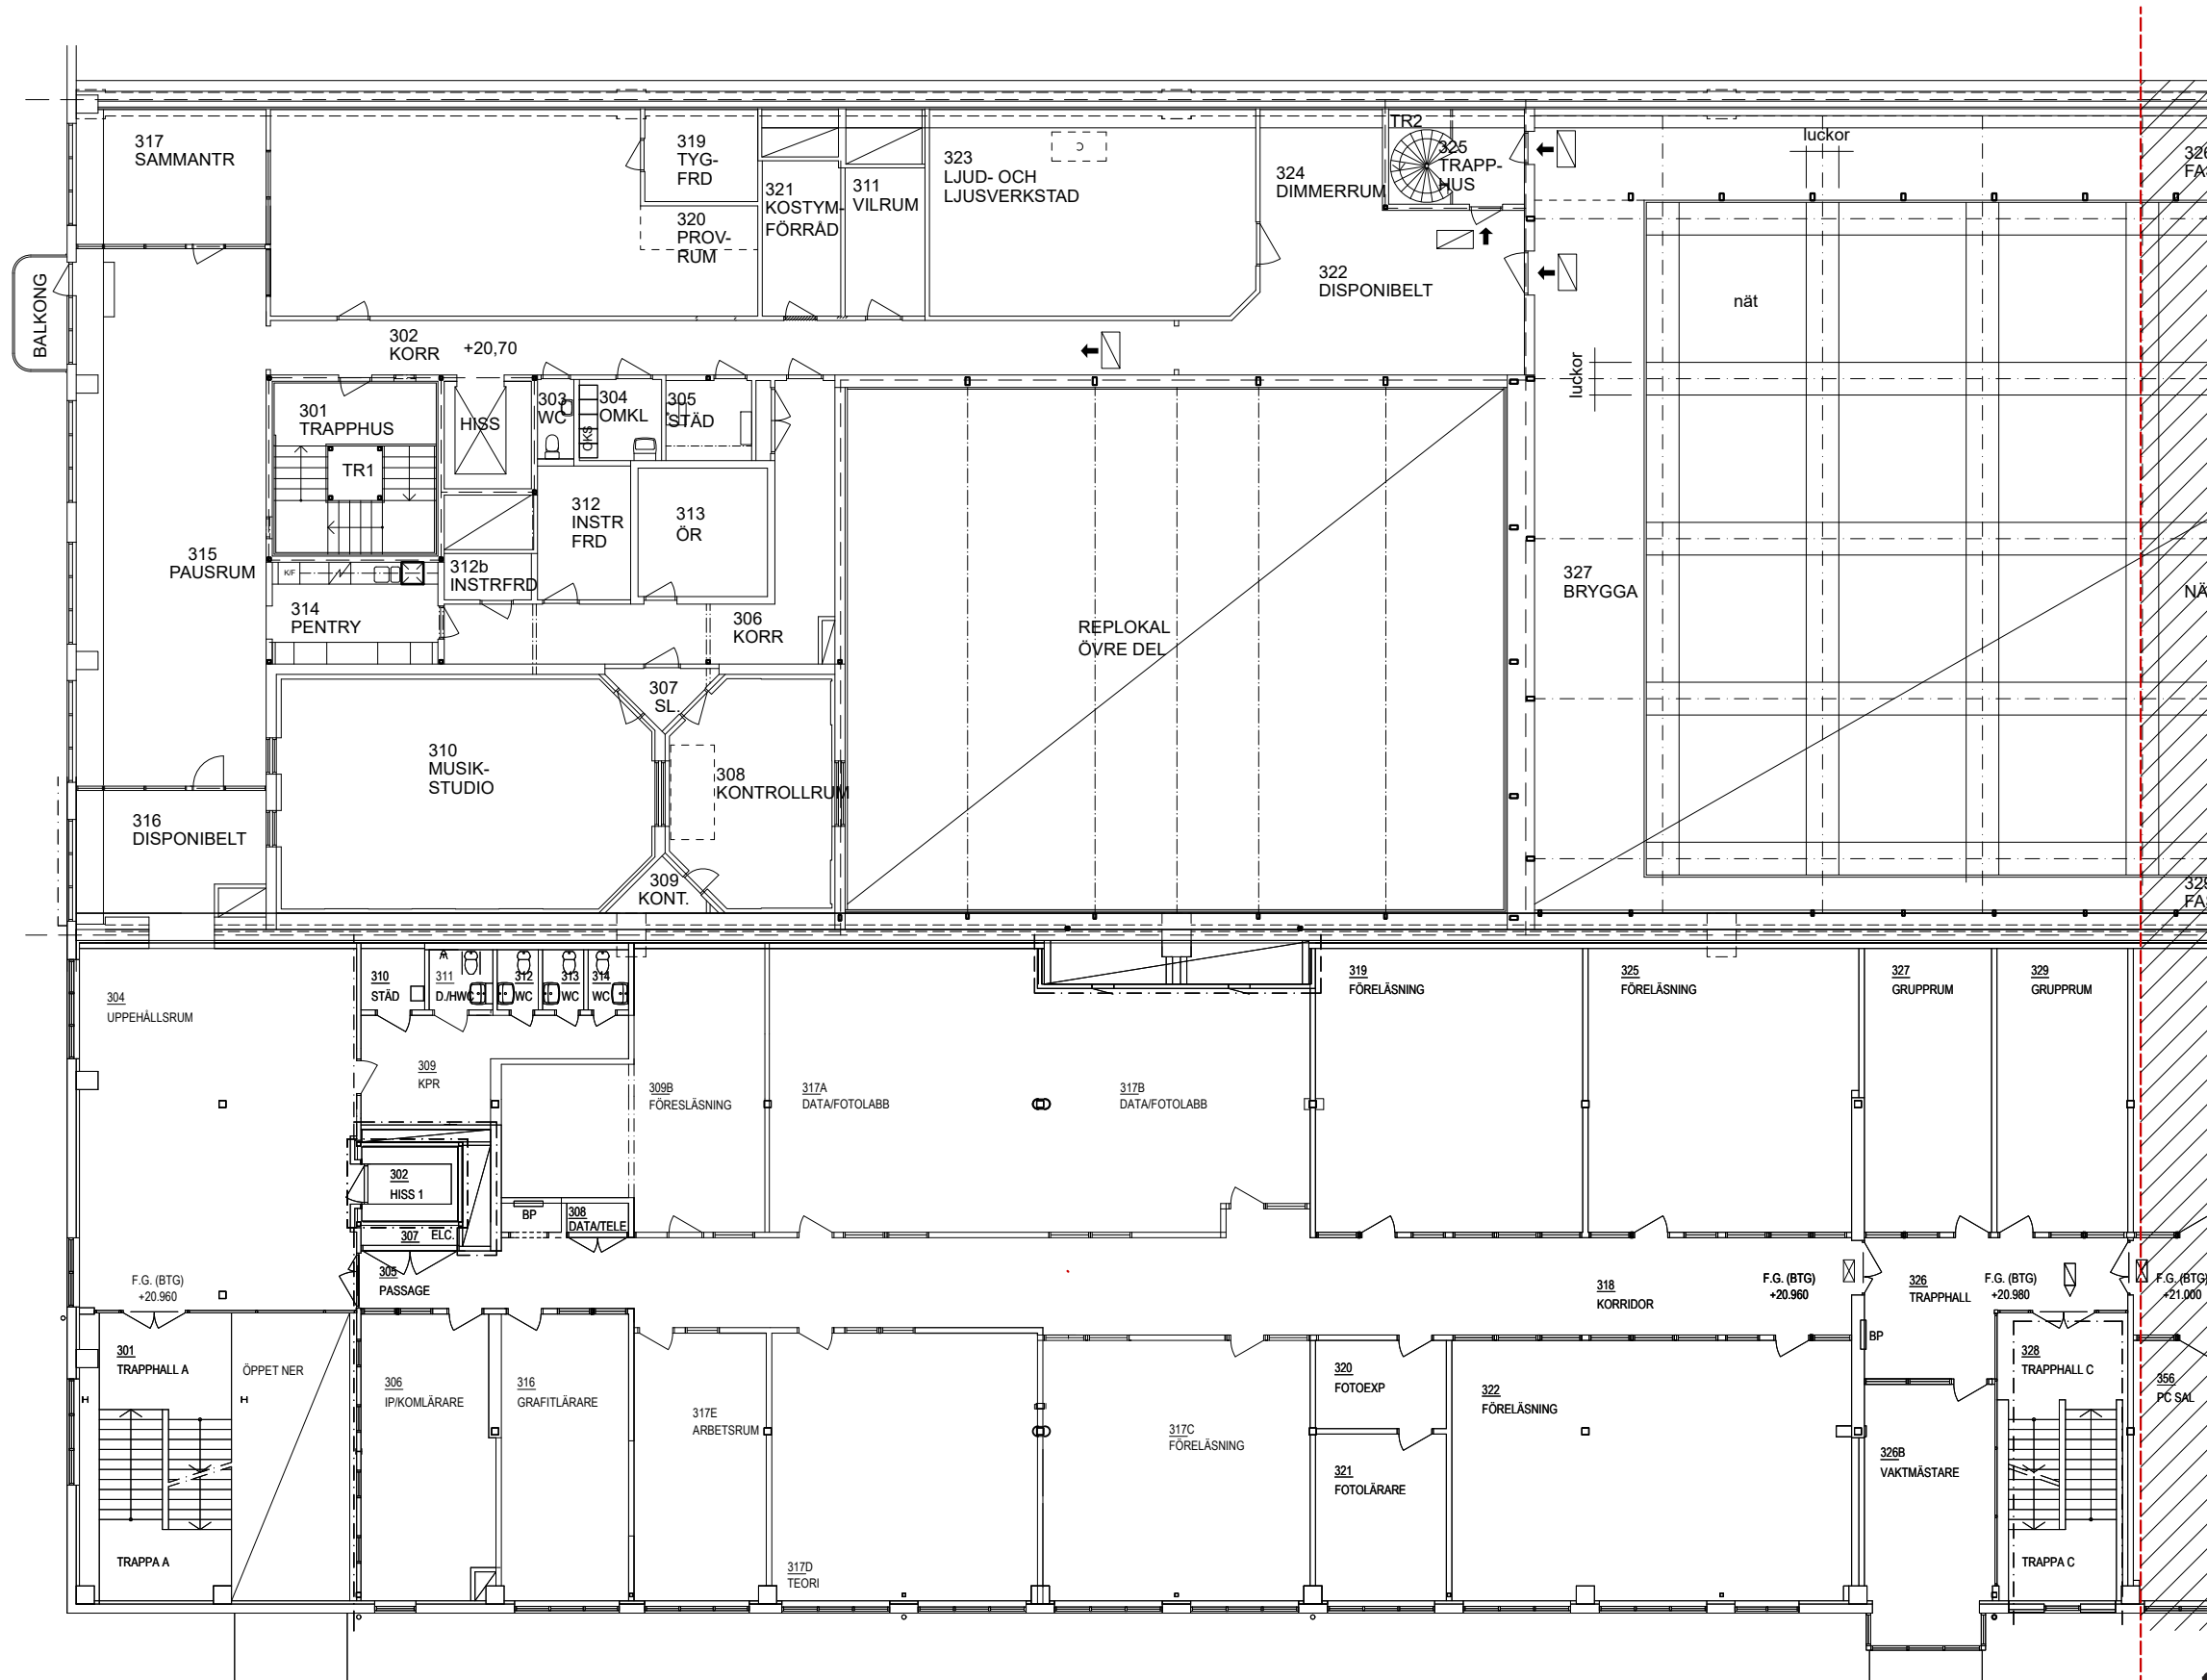 317
SAMMANTR
319
TYG-
FRD
320
PROV-
RUM
321
KOSTYM-
FÖRRÅD
311
VILRUM
323
LJUD- OCH
LJUSVERKSTAD
324
DIMMERRUM
TR2
325
TRAPP-
HUS
322
DISPONIBELT
luckor
nät
luckor
BALKONG
302
KORR
+20,70
301
TRAPPHUS
TR1
HISS
303
WC
304
OMKL
305
STÄD
312
INSTR
FRD
313
ÖR
315
PAUSRUM
K/F
312b
INSTRFRD
314
PENTRY
306
KORR
REPLOKAL
ÖVRE DEL
327
BRYGGA
307
SL.
310
MUSIK-
STUDIO
308
KONTROLLRUM
316
DISPONIBELT
309
KONT.
304
UPPEHÅLLSRUM
310
STÄD
311
D./HWC
312
WC
313
WC
314
WC
319
FÖRELÄSNING
325
FÖRELÄSNING
327
GRUPPRUM
329
GRUPPRUM
309
KPR
309B
FÖRESLÄSNING
317A
DATA/FOTOLABB
317B
DATA/FOTOLABB
302
HISS 1
BP
308
DATA/TELE
307
ELC.
305
PASSAGE
F.G. (BTG)
+20.960
318
KORRIDOR
F.G. (BTG)
+20.960
326
TRAPPHALL
F.G. (BTG)
+20.980
F.G. (BTG)
+21.000
301
TRAPPHALL A
ÖPPET NER
H
H
306
IP/KOMLÄRARE
316
GRAFITLÄRARE
317E
ARBETSRUM
317C
FÖRELÄSNING
320
FOTOEXP
322
FÖRELÄSNING
BP
328
TRAPPHALL C
356
PC SAL
321
FOTOLÄRARE
326B
VAKTMÄSTARE
TRAPPA A
317D
TEORI
TRAPPA C